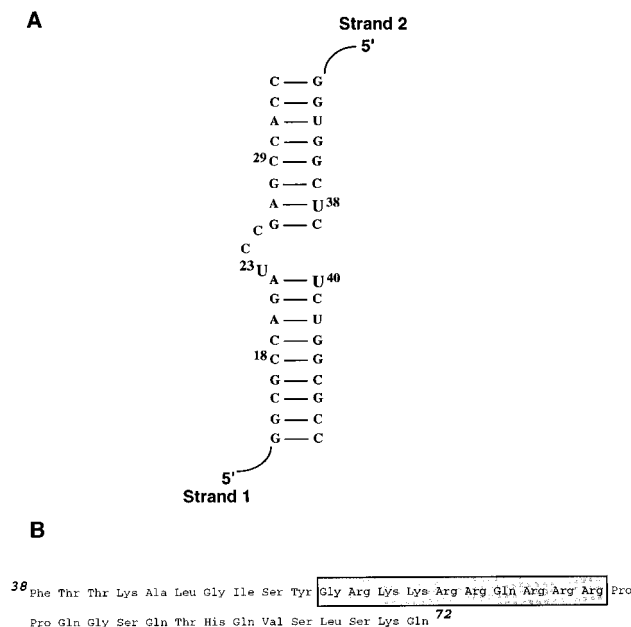 A
Strand 2
5'
C — G
C — G
A — U
C — G
29 C — G
G — C
A — U 38
G — C
C
C
23 U
A — U 40
G — C
A — U
C — G
18 C — G
G — C
C — G
G — C
G — C
5'
Strand 1
B
38 Phe Thr Thr Lys Ala Leu Gly Ile Ser Tyr Gly Arg Lys Lys Arg Arg Gln Arg Arg Arg Pro
Pro Gln Gly Ser Gln Thr His Gln Val Ser Leu Ser Lys Gln 72